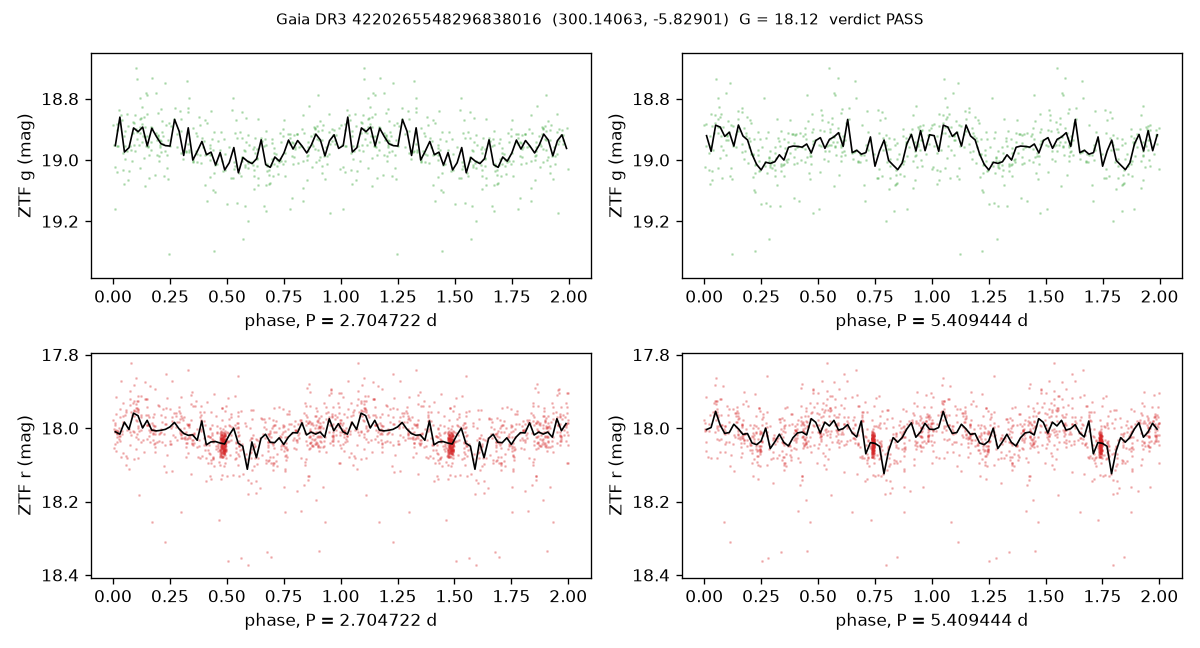 Gaia DR3 4220265548296838016  (300.14063, -5.82901)  G = 18.12  verdict PASS
ZTF g (mag)
18.8
19.0
19.2
0.00 0.25 0.50 0.75 1.00 1.25 1.50 1.75 2.00
phase, P = 2.704722 d
ZTF g (mag)
18.8
19.0
19.2
0.00 0.25 0.50 0.75 1.00 1.25 1.50 1.75 2.00
phase, P = 5.409444 d
ZTF r (mag)
17.8
18.0
18.2
18.4
0.00 0.25 0.50 0.75 1.00 1.25 1.50 1.75 2.00
phase, P = 2.704722 d
ZTF r (mag)
17.8
18.0
18.2
18.4
0.00 0.25 0.50 0.75 1.00 1.25 1.50 1.75 2.00
phase, P = 5.409444 d